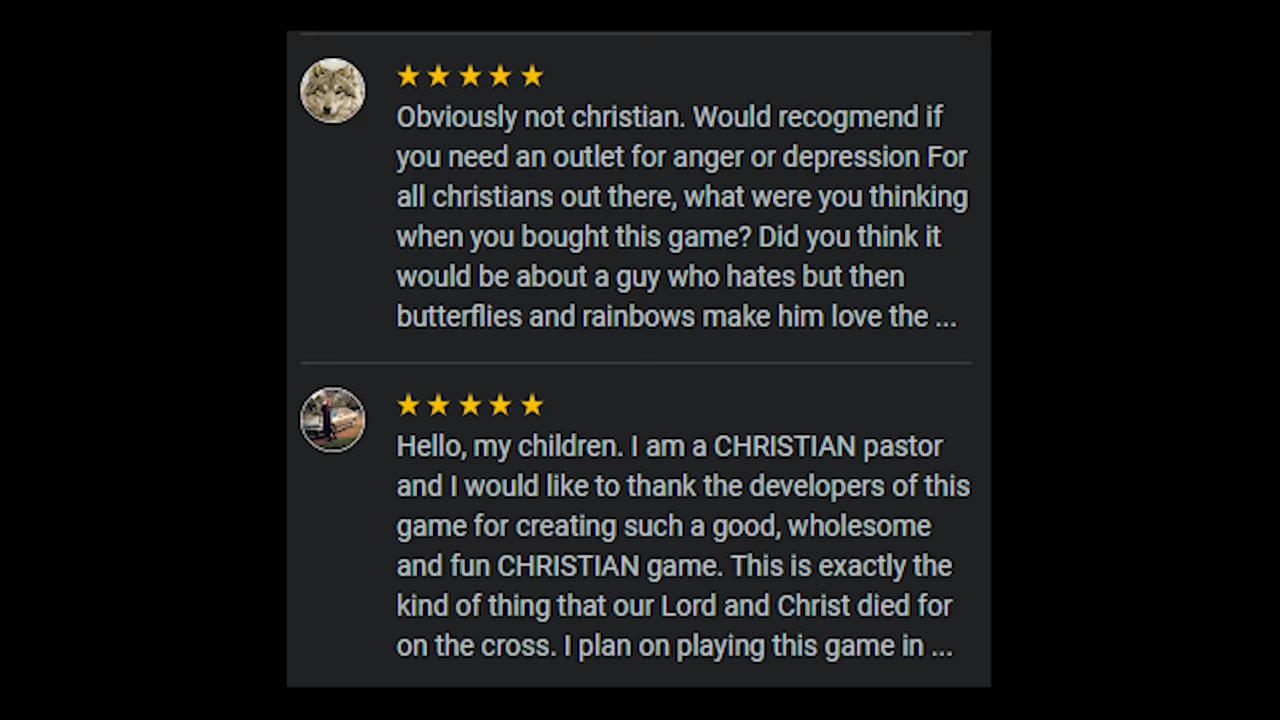 Obviously not christian. Would recogmend if
you need an outlet for anger or depression For
all christians out there, what were you thinking
when you bought this game? Did you think it
would be about a guy who hates but then
butterflies and rainbows make him love the ...
Hello, my children. I am a CHRISTIAN pastor
and I would like to thank the developers of this
game for creating such a good, wholesome
and fun CHRISTIAN game. This is exactly the
kind of thing that our Lord and Christ died for
on the cross. I plan on playing this game in ...